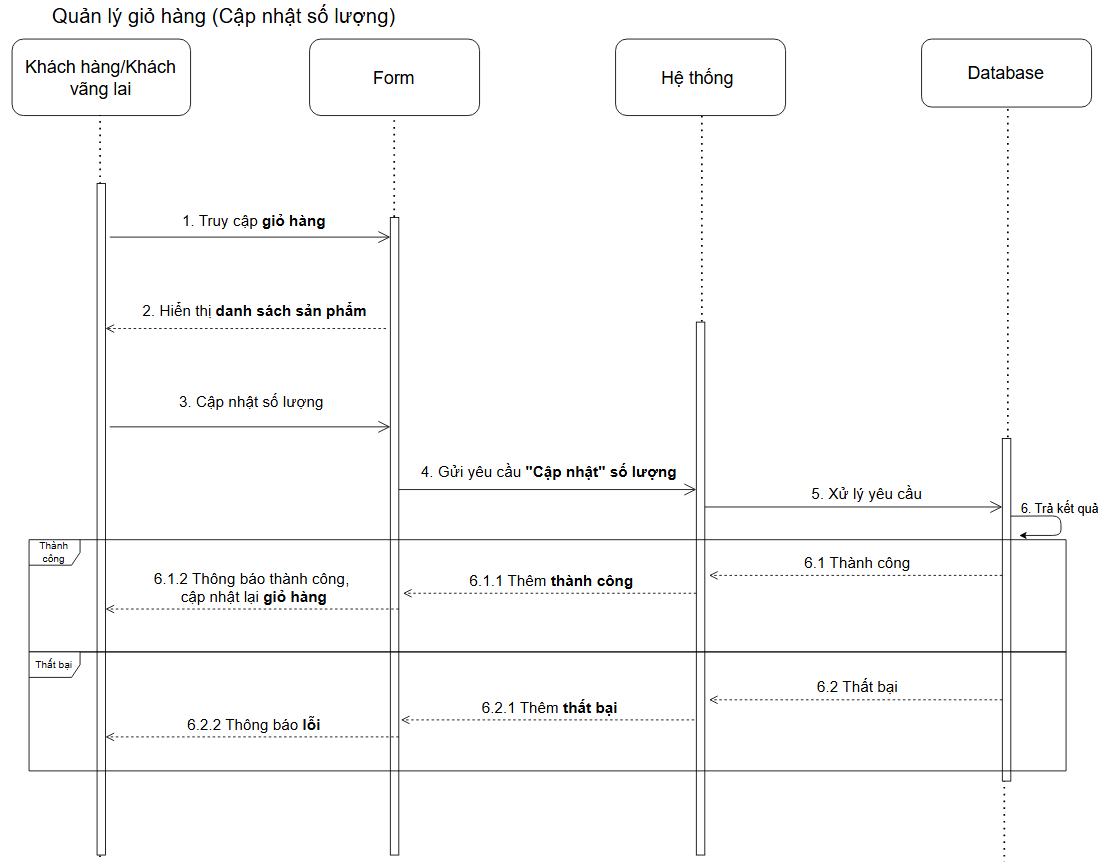 Quản lý giỏ hàng (Cập nhật số lượng)
Khách hàng/Khách
vãng lai
Form
Hệ thống
Database
1. Truy cập giỏ hàng
2. Hiển thị danh sách sản phẩm
3. Cập nhật số lượng
4. Gửi yêu cầu "Cập nhật" số lượng
5. Xử lý yêu cầu
6. Trả kết quả
Thành
công
6.1 Thành công
6.1.1 Thêm thành công
6.1.2 Thông báo thành công,
cập nhật lại giỏ hàng
Thất bại
6.2 Thất bại
6.2.1 Thêm thất bại
6.2.2 Thông báo lỗi